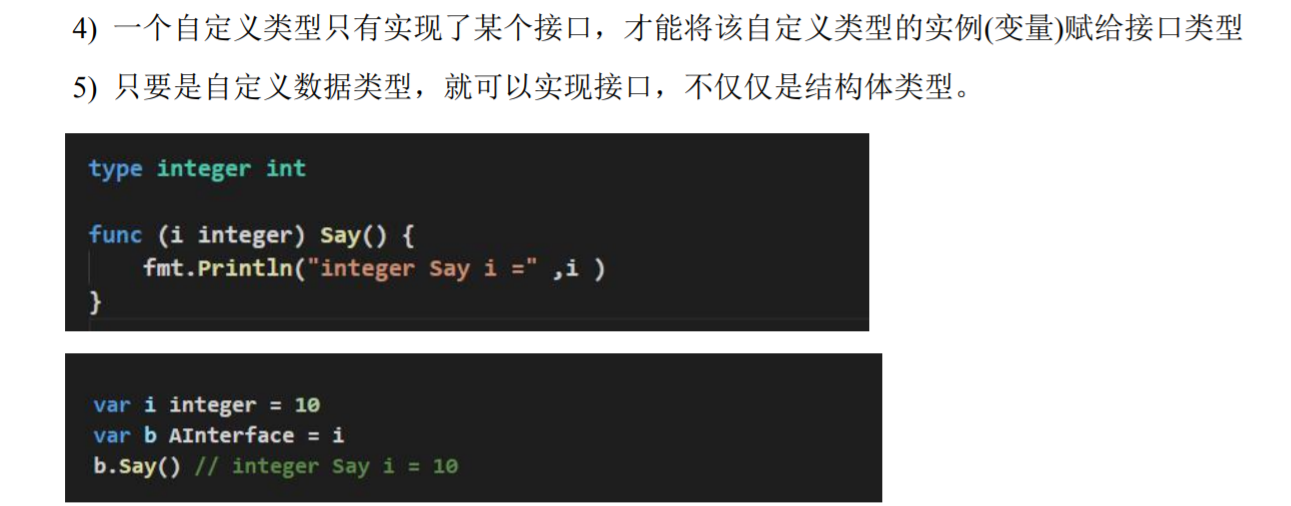 4) 一个自定义类型只有实现了某个接口，才能将该自定义类型的实例(变量)赋给接口类型
5) 只要是自定义数据类型，就可以实现接口，不仅仅是结构体类型。
type integer int
func (i integer) Say() {
    fmt.Println("integer Say i =" ,i )
}
var i integer = 10
var b AInterface = i
b.Say() // integer Say i = 10